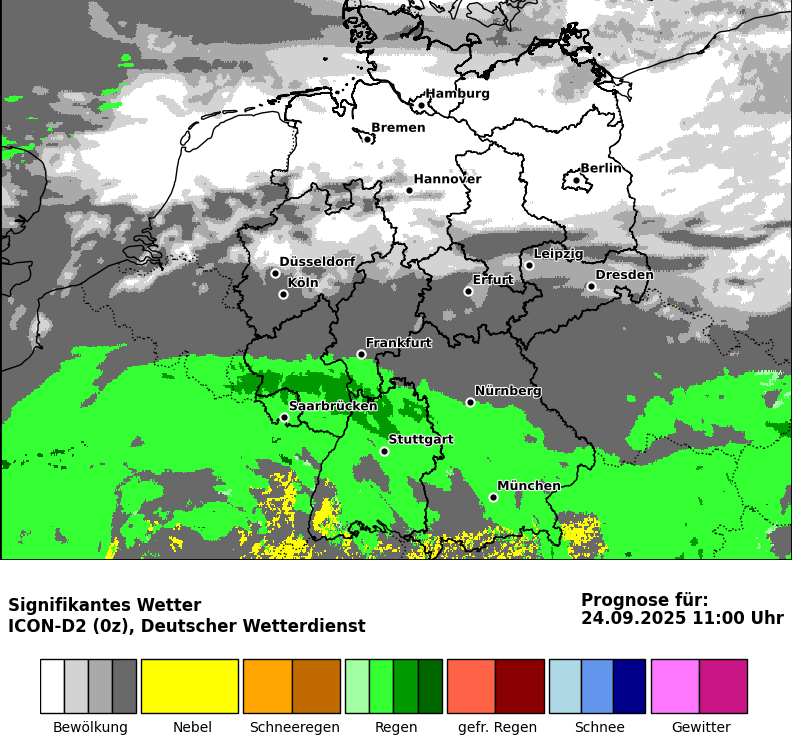 Hamburg
Bremen
Berlin
Hannover
Leipzig
Düsseldorf
Dresden
Köln
Erfurt
Frankfurt
Nürnberg
Saarbrücken
Stuttgart
München
Signifikantes Wetter
ICON-D2 (0z), Deutscher Wetterdienst
Prognose für:
24.09.2025 11:00 Uhr
Bewölkung Nebel Schneeregen Regen gefr. Regen Schnee Gewitter